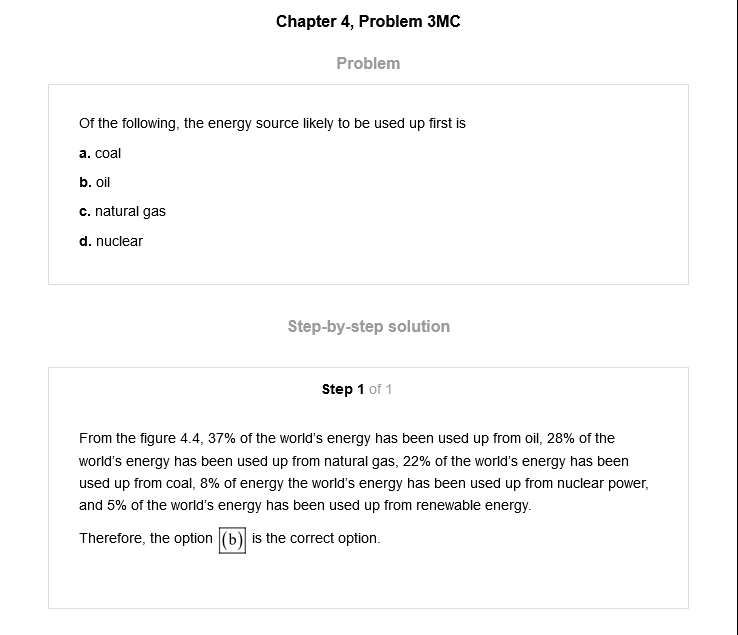 Chapter 4, Problem 3MC
Problem
Of the following, the energy source likely to be used up first is
a. coal
b. oil
c. natural gas
d. nuclear
Step-by-step solution
Step 1 of 1
From the figure 4.4, 37% of the world's energy has been used up from oil, 28% of the
world's energy has been used up from natural gas, 22% of the world's energy has been
used up from coal, 8% of energy the world's energy has been used up from nuclear power,
and 5% of the world's energy has been used up from renewable energy.
Therefore, the option (b) is the correct option.